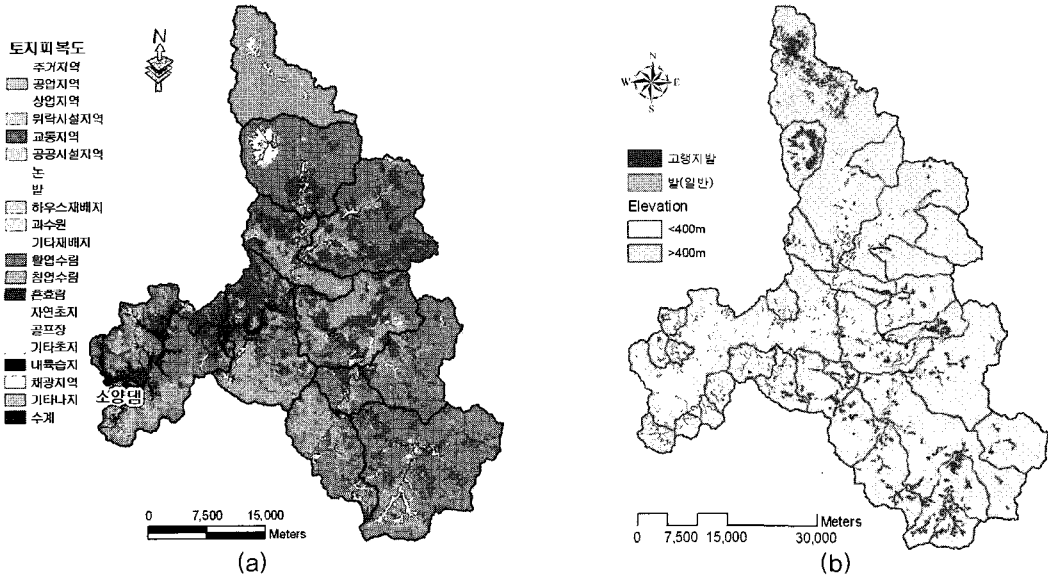 토지피복도
주거지역
공업지역
상업지역
위락시설지역
교통지역
공공시설지역
논
밭
하우스재배지
과수원
기타재배지
활엽수림
침엽수림
혼효림
자연초지
골프장
기타초지
내륙습지
채광지역
기타나지
수계
N
소양댐
0 7,500 15,000
Meters
(a)
N
W E
S
고랭지밭
밭(일반)
Elevation
<400m
>400m
Meters
0 7,500 15,000 30,000
(b)